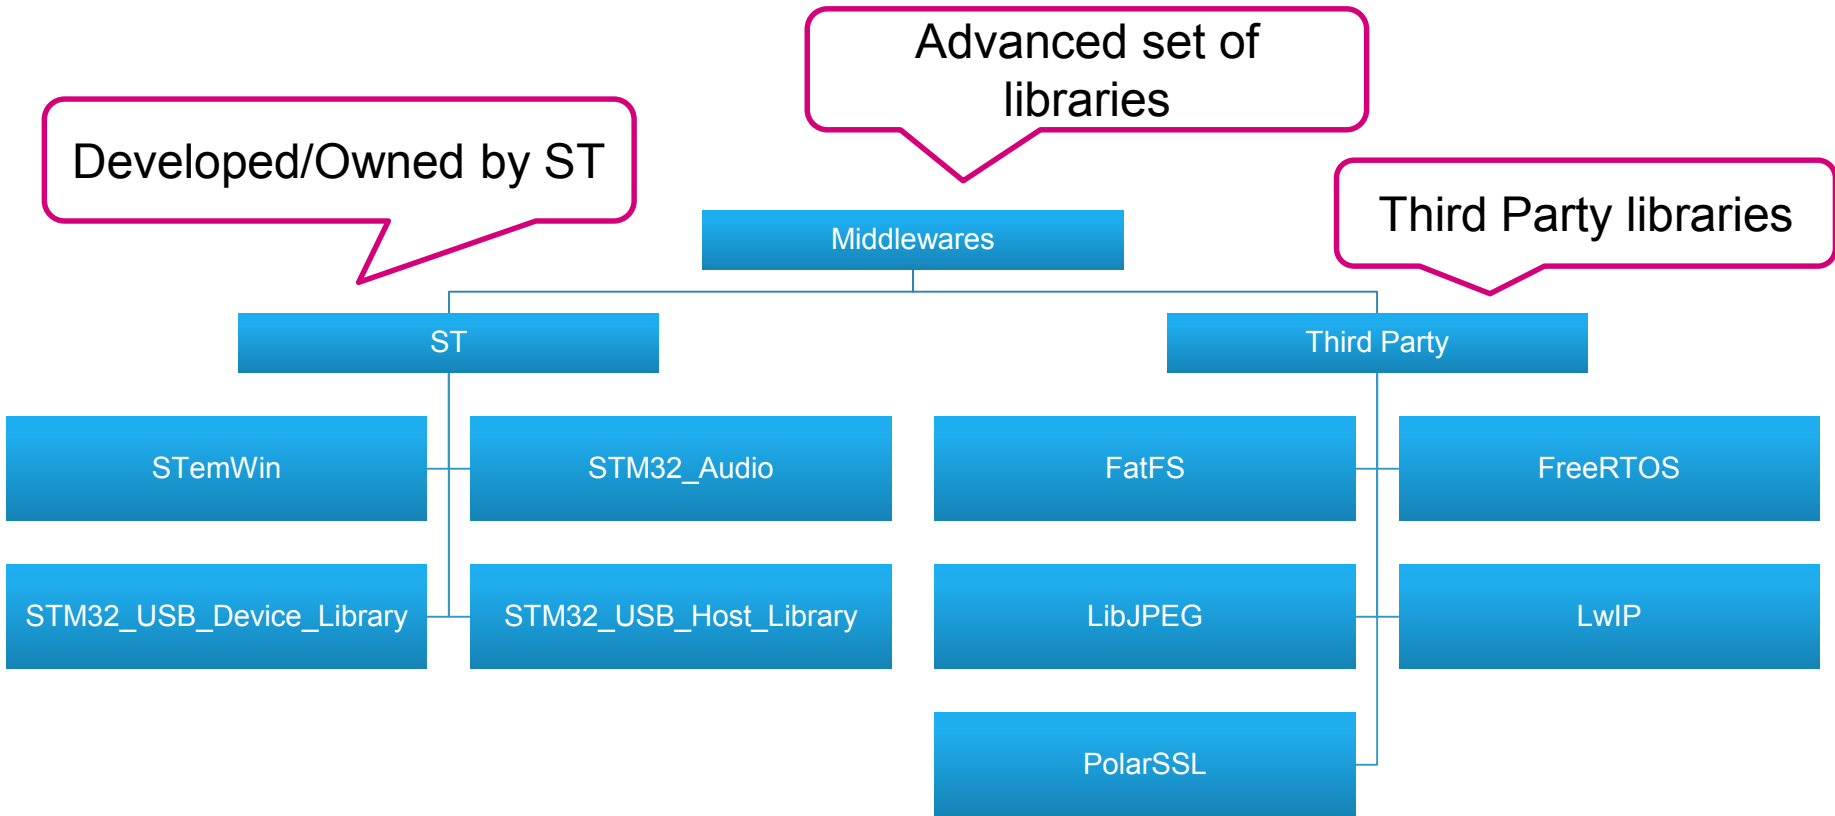 Advanced set of
libraries
Developed/Owned by ST
Third Party libraries
Middlewares
ST
Third Party
STemWin
STM32_Audio
FatFS
FreeRTOS
STM32_USB_Device_Library
STM32_USB_Host_Library
LibJPEG
LwIP
PolarSSL